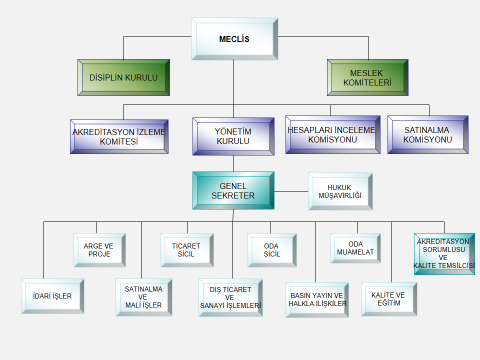 MECLİS
DİSİPLİN KURULU
MESLEK
KOMİTELERİ
AKREDİTASYON İZLEME
KOMİTESİ
YÖNETİM
KURULU
HESAPLARI İNCELEME
KOMİSYONU
SATINALMA
KOMİSYONU
GENEL
SEKRETER
HUKUK
MÜŞAVİRLİĞİ
ARGE VE
PROJE
TİCARET
SİCİL
ODA
SİCİL
ODA
MUAMELAT
AKREDİTASYON
SORUMLUSU
VE
KALİTE TEMSİLCİSİ
İDARİ İŞLER
SATINALMA
VE
MALİ İŞLER
DIŞ TİCARET
VE
SANAYİ İŞLEMLERİ
BASIN YAYIN VE
HALKLA İLİŞKİLER
KALİTE VE
EĞİTİM